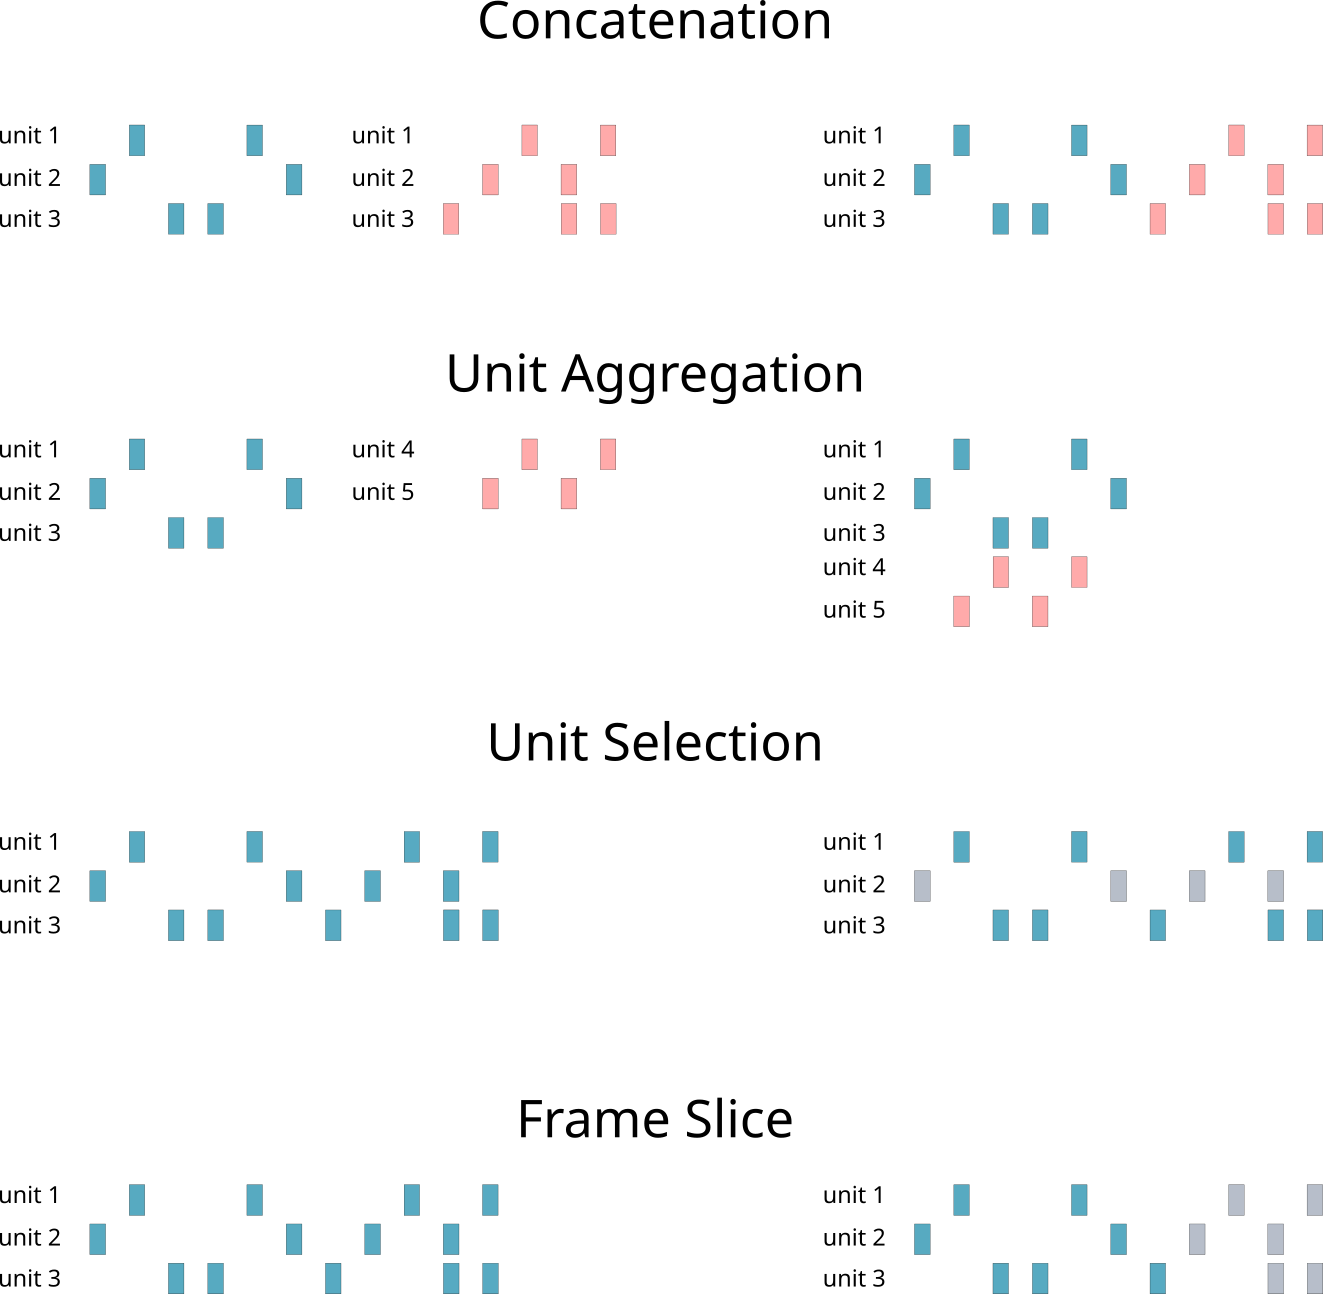 Concatenation
unit 1 unit 1 unit 1
unit 2 unit 2 unit 2
unit 3 unit 3 unit 3
Unit Aggregation
unit 1 unit 4 unit 1
unit 2 unit 5 unit 2
unit 3 unit 3
unit 4
unit 5
Unit Selection
unit 1 unit 1
unit 2 unit 2
unit 3 unit 3
Frame Slice
unit 1 unit 1
unit 2 unit 2
unit 3 unit 3